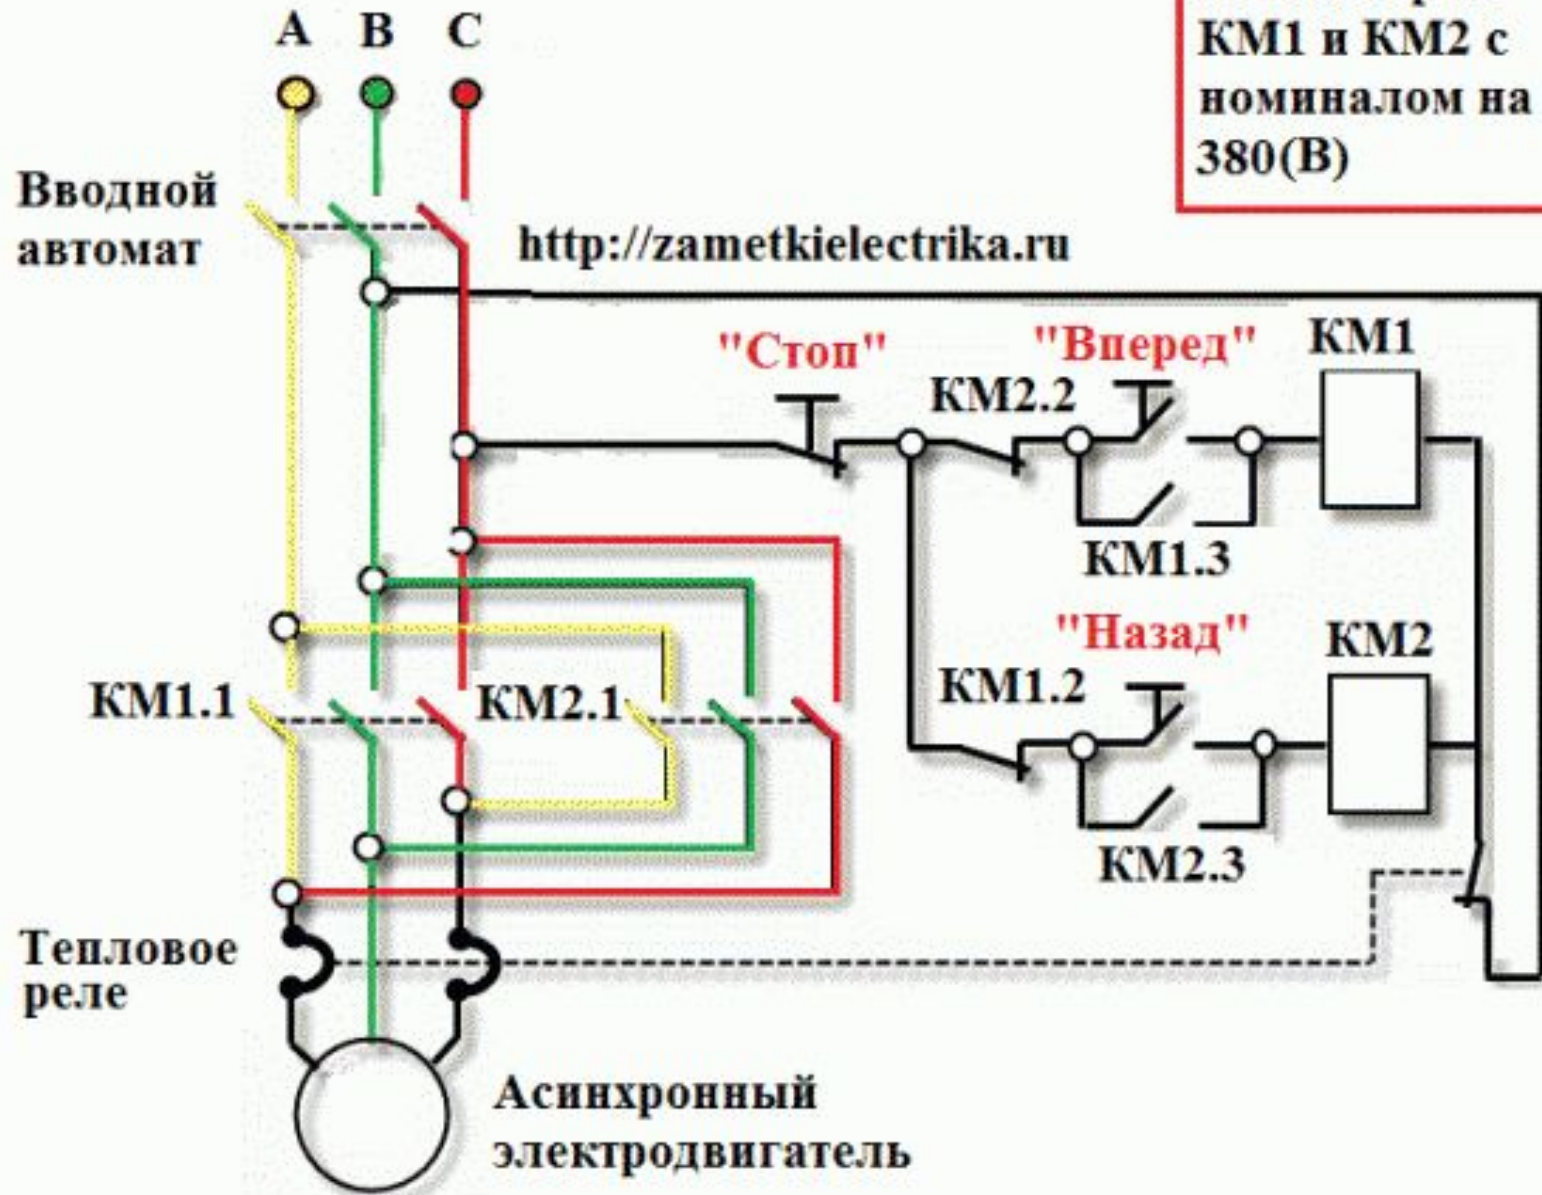 А В С
КМ1 и КМ2 с
номиналом на
380(В)
Вводной
автомат
http://zametkielectrika.ru
"Стоп"
"Вперед"
КМ1
КМ2.2
КМ1.3
"Назад"
КМ2
КМ1.1
КМ2.1
КМ1.2
КМ2.3
Тепловое
реле
Асинхронный
электродвигатель